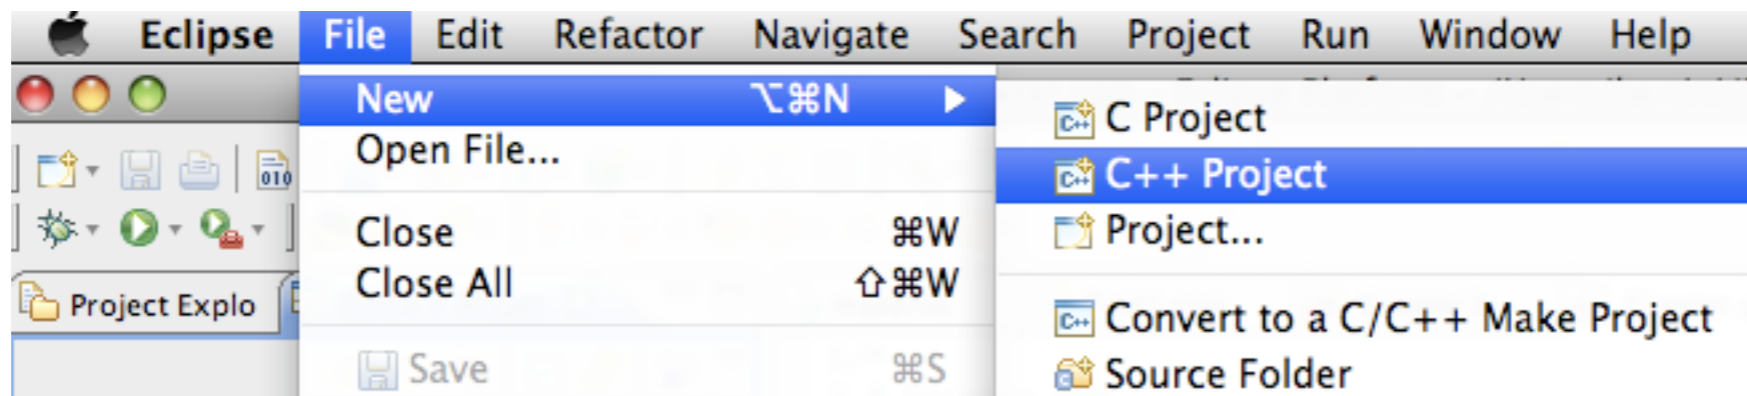 Eclipse File Edit Refactor Navigate Search Project Run Window Help
New ⌥⌘N
Open File...
Close ⌘W
Close All ⇧⌘W
Save ⌘S
C Project
C++ Project
Project...
Convert to a C/C++ Make Project
Source Folder
010
Project Explo